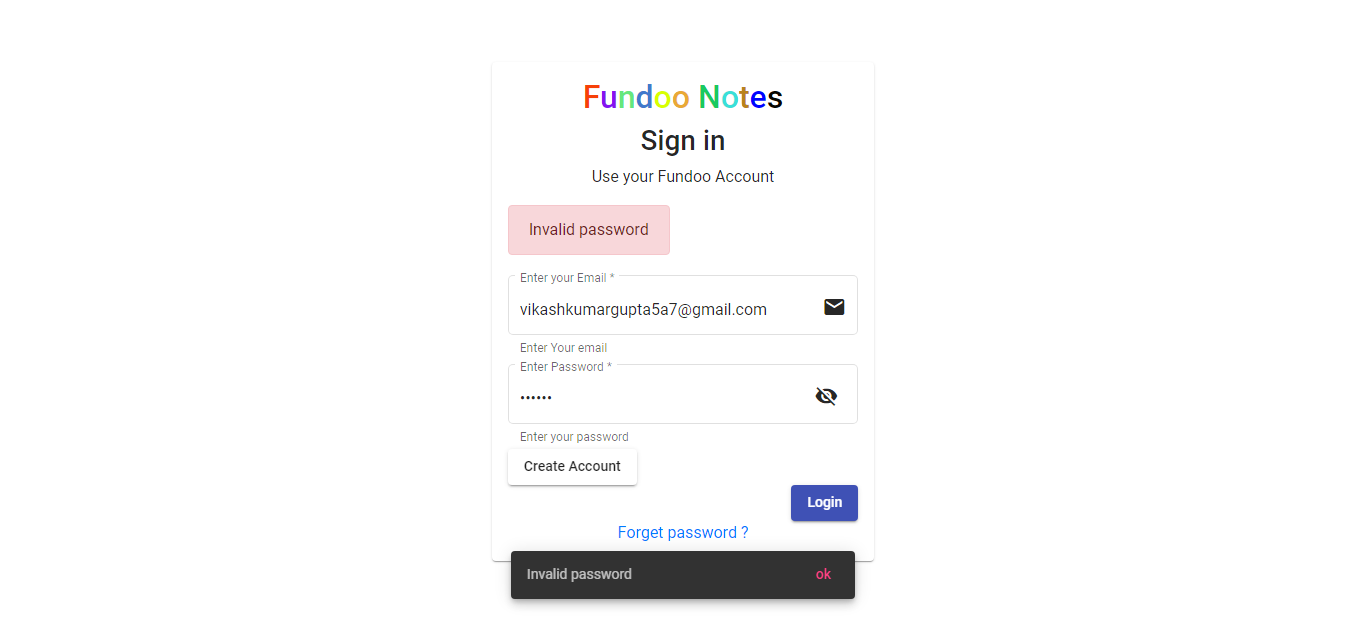 Fundoo Notes
Sign in
Use your Fundoo Account
Invalid password
Enter your Email *
vikashkumargupta5a7@gmail.com
Enter Your email
Enter Password *
••••••
Enter your password
Create Account
Login
Forget password ?
Invalid password ok